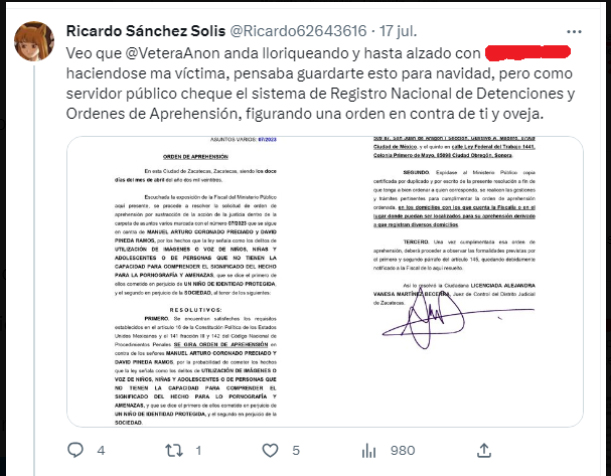 Ricardo Sánchez Solis @Ricardo62643616 · 17 jul.
Veo que @VeteraAnon anda lloriqueando y hasta alzado con
haciendose ma víctima, pensaba guardarte esto para navidad, pero como
servidor público cheque el sistema de Registro Nacional de Detenciones y
Ordenes de Aprehensión, figurando una orden en contra de ti y oveja.
ASUNTOS VARIOS: 07/2023
ORDEN DE APREHENSIÓN
En esta Ciudad de Zacatecas, Zacatecas, siendo los doce
días del mes de abril del año dos mil veintitrés.
Escuchada la exposición de la Fiscal del Ministerio Público
aquí presente, se procede a resolver la solicitud de orden de
aprehensión por sustracción de la acción de la justicia dentro de la
carpeta de asuntos varios marcada con el número 07/2023 que se sigue
en contra de MANUEL ARTURO CORONADO PRECIADO Y DAVID
PINEDA RAMOS, por los hechos que la ley señala como los delitos de
UTILIZACIÓN DE IMÁGENES O VOZ DE NIÑOS, NIÑAS Y
ADOLESCENTES O DE PERSONAS QUE NO TIENEN LA
CAPACIDAD PARA COMPRENDER EL SIGNIFICADO DEL HECHO
PARA LA PORNOGRAFÍA Y AMENAZAS, que se dice el primero de
ellos cometido en perjuicio de UN NIÑO DE IDENTIDAD PROTEGIDA,
y el segundo en perjuicio de la SOCIEDAD, al tenor de los siguientes:
RESOLUTIVOS:
PRIMERO. Se encuentran satisfechos los requisitos
establecidos en el artículo 16 de la Constitución Política de los Estados
Unidos Mexicanos y el 141 fracción III y 142 del Código Nacional de
Procedimientos Penales SE GIRA ORDEN DE APREHENSIÓN en
contra de los señores MANUEL ARTURO CORONADO PRECIADO Y
DAVID PINEDA RAMOS, por la probabilidad de cometer los hechos
que la ley señala como los delitos de UTILIZACIÓN DE IMÁGENES O
VOZ DE NIÑOS, NIÑAS Y ADOLESCENTES O DE PERSONAS QUE
NO TIENEN LA CAPACIDAD PARA COMPRENDER EL
SIGNIFICADO DEL HECHO PARA LO PORNOGRAFÍA Y
AMENAZAS, y que se dice el primero de ellos cometido en perjuicio de
UN NIÑO DE IDENTIDAD PROTEGIDA, y el segundo en perjuicio de la
SOCIEDAD.
San Juan de Aragón I Sección, Gustavo A. Madero,
Ciudad de México, y el quinto en calle Ley Federal del Trabajo
Colonia Primero de Mayo, Ciudad Obregón, Sonora.
SEGUNDO. Expídase al Ministerio Público copia
certificada por duplicado y por escrito de la presente resolución a fin de
que tenga a bien ordenar a quien corresponda, se realicen las gestiones
y trámites pertinentes para cumplimentar la orden de aprehensión
ordenada, en los domicilios con los que cuenta la Fiscalía o en el
lugar donde puedan ser localizados para su aprehensión derivado
a que registran diversos domicilios.
TERCERO. Una vez cumplimentada esa orden de
aprehensión, deberá proceder a observar las formalidades previstas por
el primero y segundo párrafo del artículo 145, quedando debidamente
notificado a la Fiscal de lo aquí resuelto.
Así lo resolvió la Ciudadana LICENCIADA ALEJANDRA
VANESA MARTÍNEZ BECERRA, Juez de Control del Distrito Judicial
de Zacatecas.
4 1 5 980